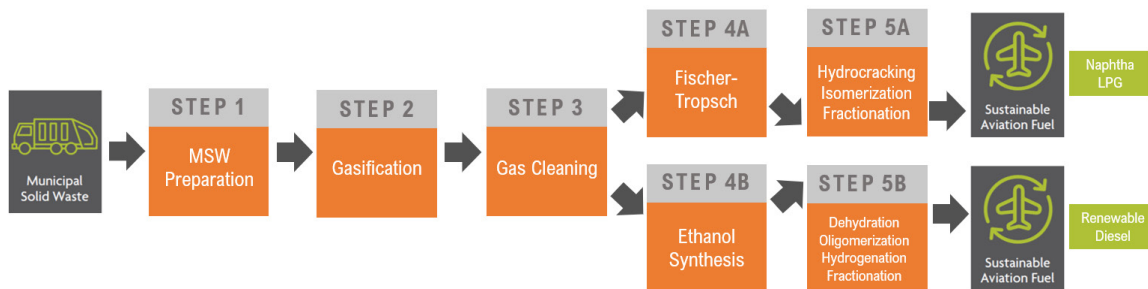 Municipal
Solid Waste
STEP 1
MSW
Preparation
STEP 2
Gasification
STEP 3
Gas Cleaning
STEP 4A
Fischer-
Tropsch
STEP 5A
Hydrocracking
Isomerization
Fractionation
Sustainable
Aviation Fuel
Naphtha
LPG
STEP 4B
Ethanol
Synthesis
STEP 5B
Dehydration
Oligomerization
Hydrogenation
Fractionation
Sustainable
Aviation Fuel
Renewable
Diesel